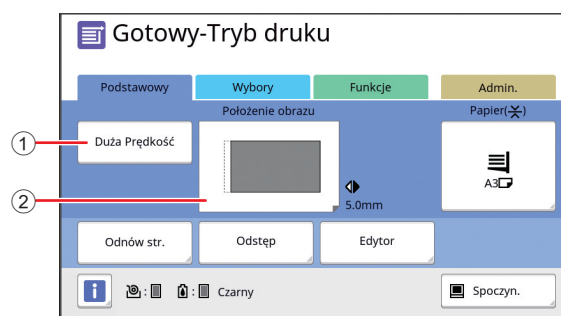 Gotowy-Tryb druku
Podstawowy Wybory Funkcje Admin.
Położenie obrazu Papier( )
1 Duża Prędkość
A3
2
5.0mm
Odnów str. Odstęp Edytor
i : : Czarny Spoczyn.